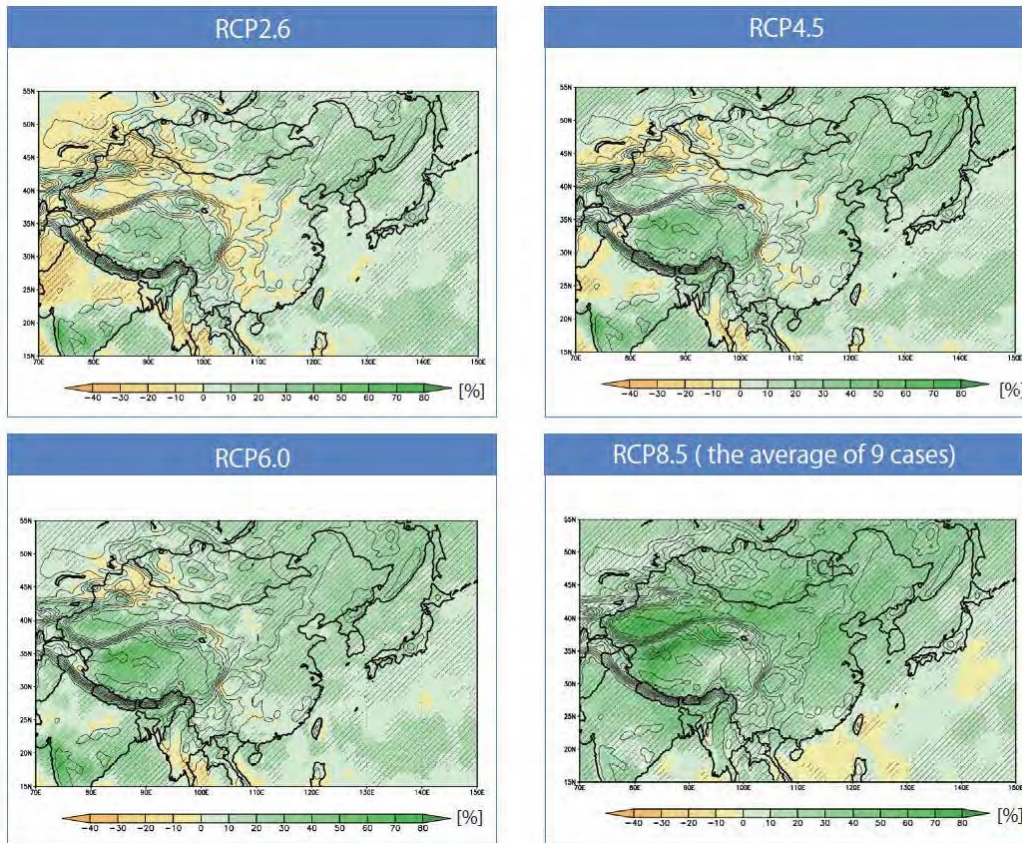 RCP2.6
55N
50N
45N
40N
35N
30N
25N
20N
15N
70E 80E 90E 100E 110E 120E 130E 140E 150E
-40 -30 -20 -10 0 10 20 30 40 50 60 70 80 [%]
RCP4.5
55N
50N
45N
40N
35N
30N
25N
20N
15N
70E 80E 90E 100E 110E 120E 130E 140E 150E
-40 -30 -20 -10 0 10 20 30 40 50 60 70 80 [%]
RCP6.0
55N
50N
45N
40N
35N
30N
25N
20N
15N
70E 80E 90E 100E 110E 120E 130E 140E 150E
-40 -30 -20 -10 0 10 20 30 40 50 60 70 80 [%]
RCP8.5 ( the average of 9 cases)
55N
50N
45N
[°C]
40N
35N
30N
25N
20N
15N
70E 80E 90E 100E 110E 120E 130E 140E 150E
-40 -30 -20 -10 0 10 20 30 40 50 60 70 80 [%]